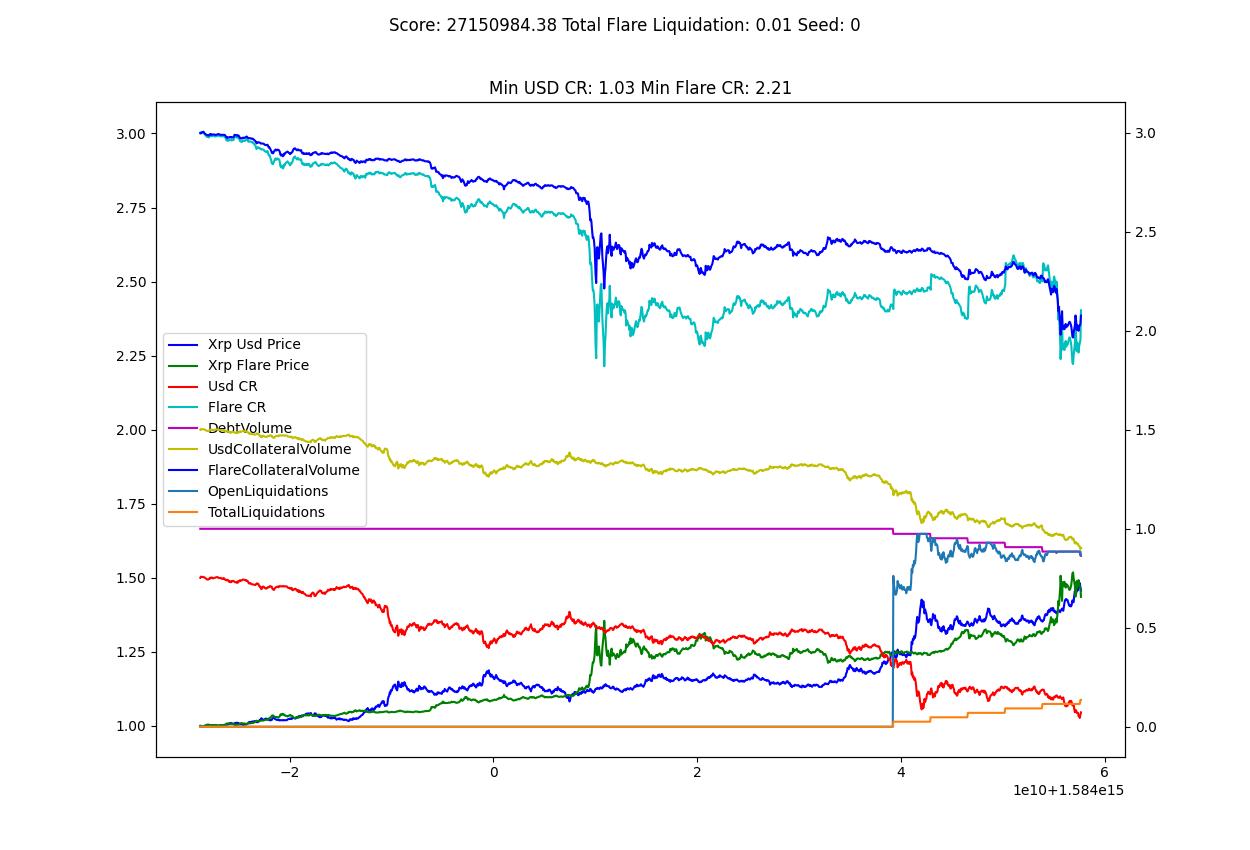 Score: 27150984.38 Total Flare Liquidation: 0.01 Seed: 0
Min USD CR: 1.03 Min Flare CR: 2.21
3.00
2.75
2.50
2.25
2.00
1.75
1.50
1.25
1.00
Xrp Usd Price
Xrp Flare Price
Usd CR
Flare CR
DebtVolume
UsdCollateralVolume
FlareCollateralVolume
OpenLiquidations
TotalLiquidations
3.0
2.5
2.0
1.5
1.0
0.5
0.0
−2 0 2 4 6
1e10+1.584e15